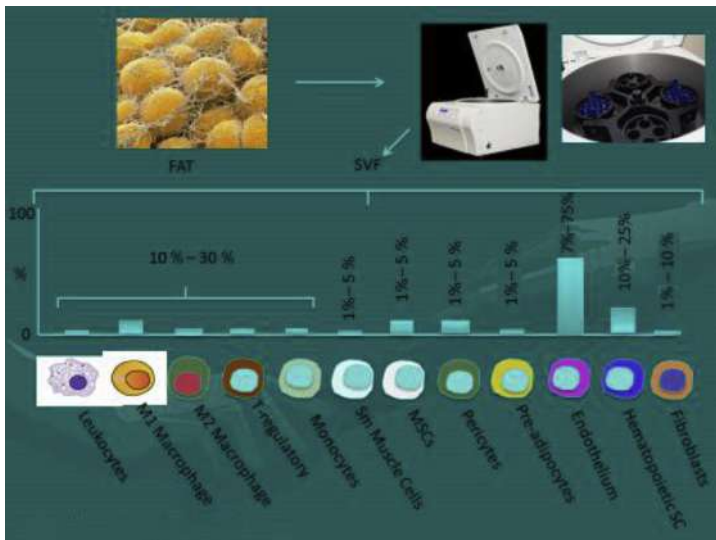 FAT
SVF
100
%
0
10 % – 30 %
1% – 5 %
1% – 5 %
1% – 5 %
1% – 5 %
7% – 75%
10% – 25%
1% – 10 %
Leukocytes
M1 Macrophage
M2 Macrophage
T-regulatory
Monocytes
Sm Muscle Cells
MSCs
Pericytes
Pre-adipocytes
Endothelium
Hematopoietic SC
Fibroblasts